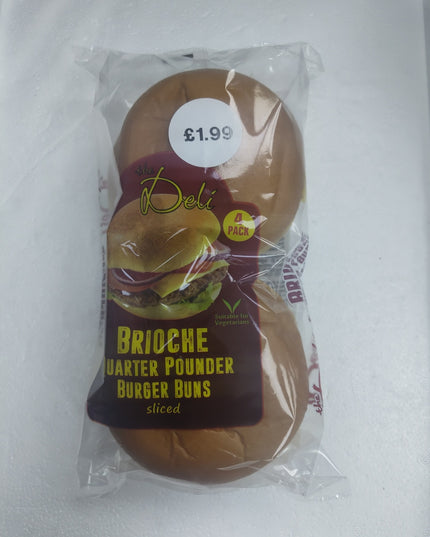 £1.99
the
Deli
4
PACK
Suitable for
Vegetarians
BRIOCHE
UARTER POUNDER
BURGER BUNS
sliced